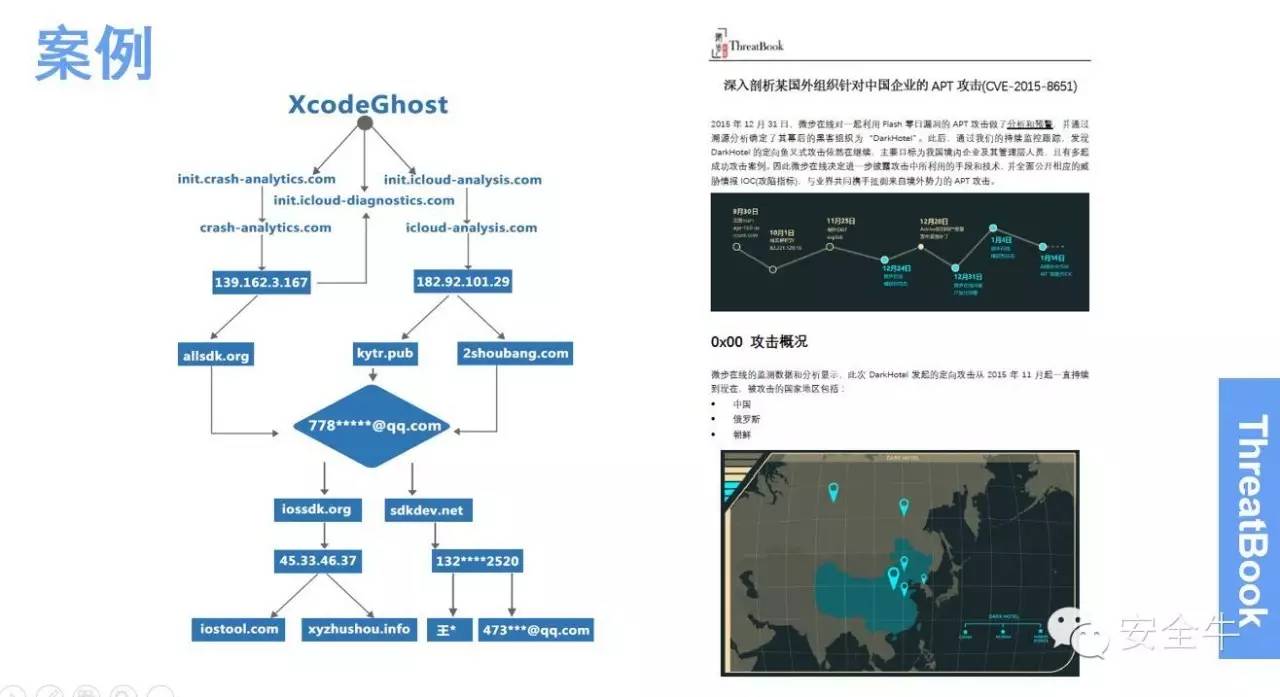 案例
XcodeGhost
init.crash-analytics.com
init.icloud-analysis.com
init.icloud-diagnostics.com
crash-analytics.com
icloud-analysis.com
139.162.3.167
182.92.101.29
allsdk.org
kytr.pub
2shoubang.com
778*****@qq.com
iossdk.org
sdkdev.net
45.33.46.37
132****2520
iostool.com
xyzhushou.info
王*
473***@qq.com
ThreatBook
深入剖析某国外组织针对中国企业的 APT 攻击(CVE-2015-8651)
2015 年 12 月 31 日，微步在线对一起利用 Flash 零日漏洞的 APT 攻击做了分析和预警，并通过
溯源分析确定了其幕后的黑客组织为 “DarkHotel”。此后，通过我们的持续监控跟踪，发现
DarkHotel 的定向鱼叉式攻击依然在继续，主要目标为我国境内企业及其管理层人员，且有多起
成功攻击案例。因此微步在线决定进一步披露攻击中所利用的手段和技术，并全面公开相应的威
胁情报 IOC(攻陷指标)，与业界共同携手抵御来自境外势力的 APT 攻击。
9月30日
10月1日
11月25日
12月24日
12月28日
12月31日
1月4日
1月14日
0x00 攻击概况
微步在线的监测数据和分析显示，此次 DarkHotel 发起的定向攻击从 2015 年 11 月起一直持续
到现在，被攻击的国家地区包括：
• 中国
• 俄罗斯
• 朝鲜
DARK HOTEL
DARK HOTEL
ThreatBook
安全牛